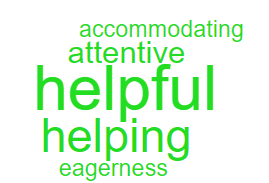 accommodating
attentive
helpful
helping
eagerness